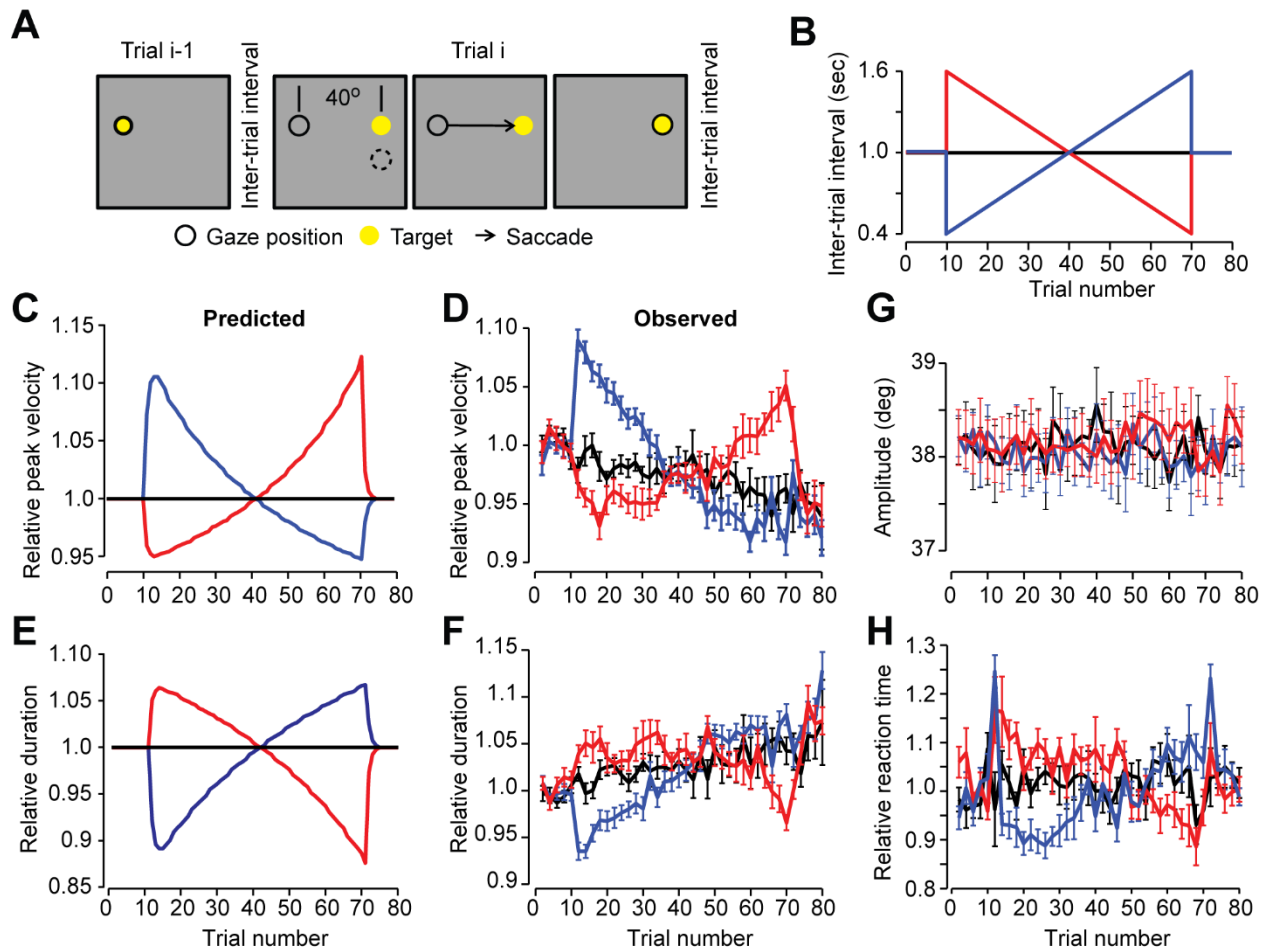 A
Trial i-1
Inter-trial interval
Trial i
40o
Inter-trial interval
Gaze position
Target
Saccade
B
Inter-trial interval (sec)
1.6
1.0
0.4
0 10 20 30 40 50 60 70 80
Trial number
C
Predicted
Relative peak velocity
1.15
1.10
1.05
1.0
0.95
0 10 20 30 40 50 60 70 80
D
Observed
Relative peak velocity
1.10
1.05
1.0
0.95
0.9
0 10 20 30 40 50 60 70 80
G
Amplitude (deg)
39
38
37
0 10 20 30 40 50 60 70 80
E
Relative duration
1.10
1.05
1.0
0.95
0.9
0.85
0 10 20 30 40 50 60 70 80
Trial number
F
Relative duration
1.15
1.10
1.05
1.0
0.95
0.9
0 10 20 30 40 50 60 70 80
Trial number
H
Relative reaction time
1.3
1.2
1.1
1.0
0.9
0.8
0 10 20 30 40 50 60 70 80
Trial number